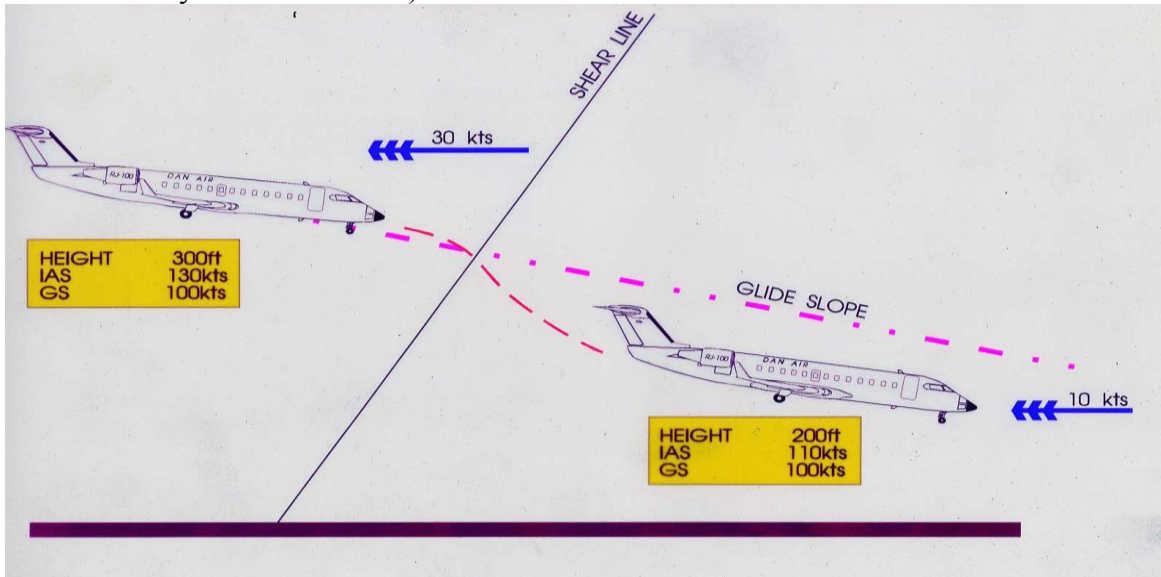 SHEAR LINE
30 kts
RJ-100
DAN AIR
HEIGHT 300ft
IAS 130kts
GS 100kts
GLIDE SLOPE
RJ-100
DAN AIR
10 kts
HEIGHT 200ft
IAS 110kts
GS 100kts